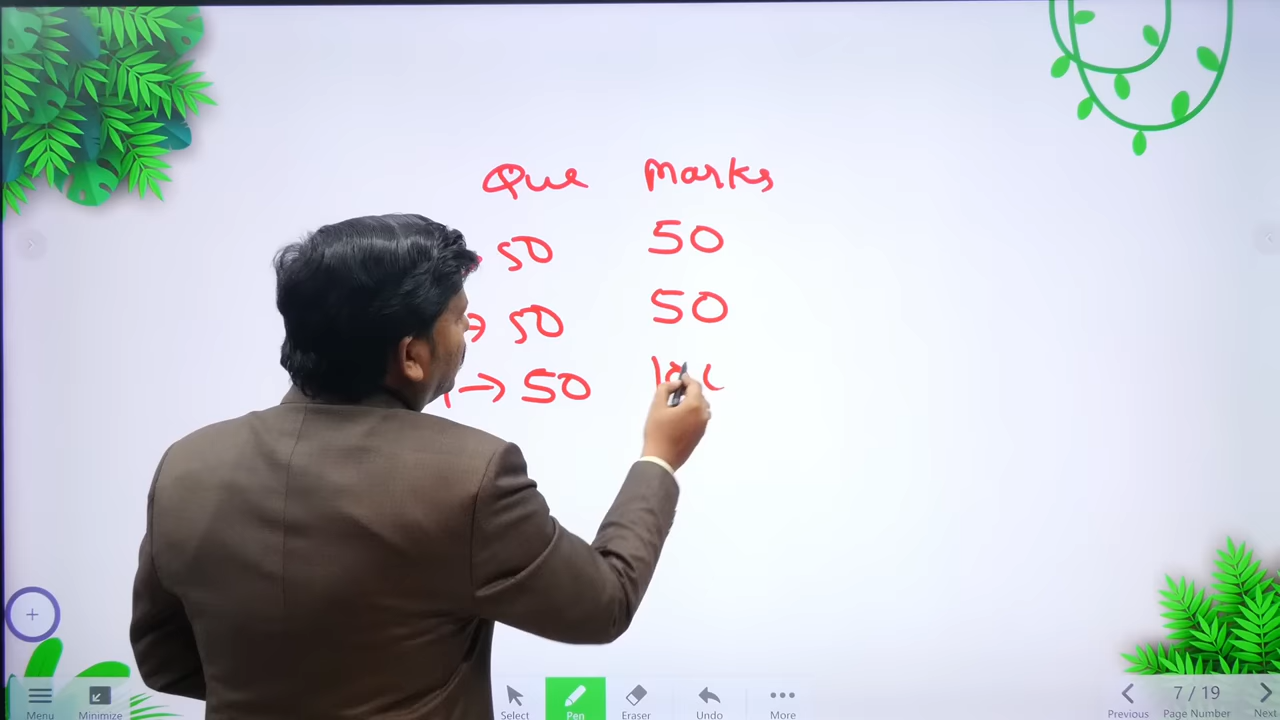 Que Marks
50 50
→ 50 50
→ 50
Menu Minimize Select Pen Eraser Undo More Previous 7 / 19 Page Number Next